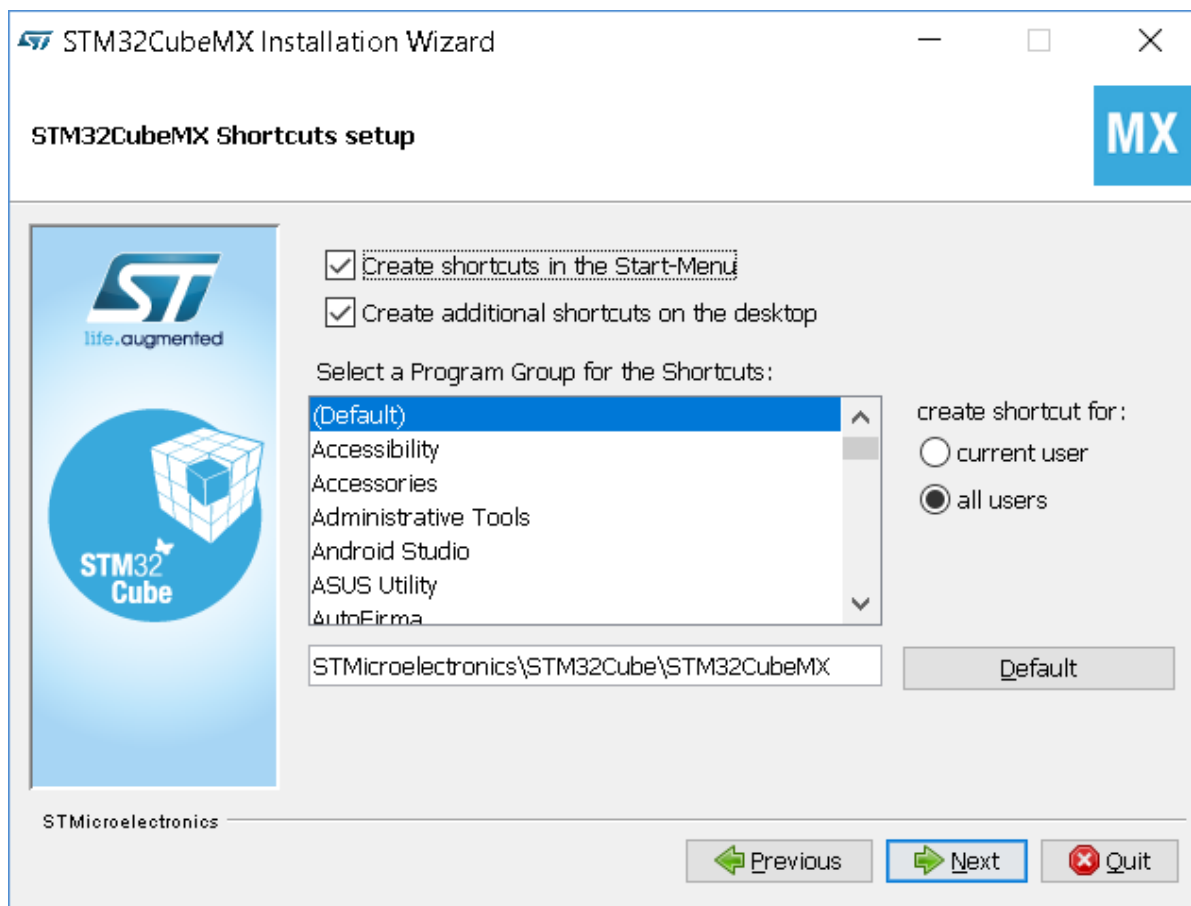 STM32CubeMX Installation Wizard
STM32CubeMX Shortcuts setup
MX
ST
life.augmented
STM32
Cube
Create shortcuts in the Start-Menu
Create additional shortcuts on the desktop
Select a Program Group for the Shortcuts:
(Default)
Accessibility
Accessories
Administrative Tools
Android Studio
ASUS Utility
AutoFirma
create shortcut for:
current user
all users
STMicroelectronics\STM32Cube\STM32CubeMX
Default
STMicroelectronics
Previous
Next
Quit